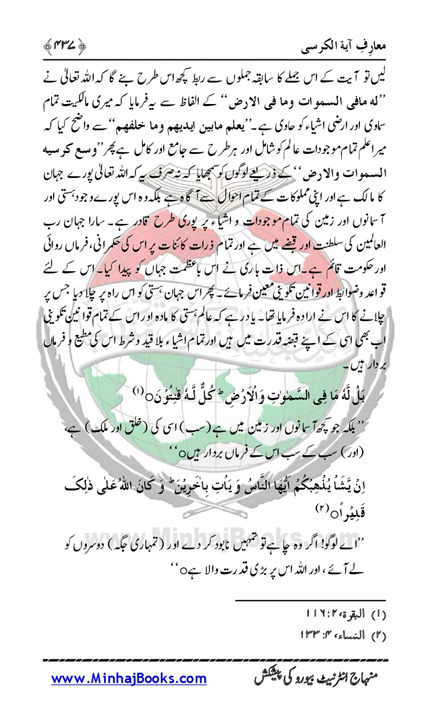 معارفِ آیۃ الکرسی ﴿۴۳۷﴾
لیں تو آیت کے اس جملے کا سابقہ جملوں سے ربط کچھ اس طرح بنے گا کہ اللہ تعالیٰ نے
’’له مافی السموات وما فی الارض‘‘ کے الفاظ سے یہ فرمایا کہ میری مالکیت تمام
سماوی اور ارضی اشیاء کو حاوی ہے۔ ’’یعلم مابین ایدیهم وما خلفهم‘‘ سے واضح کیا کہ
میرا علم تمام موجودات عالم کو شامل اور ہر طرح سے جامع اور کامل ہے پھر ’’وسع کرسیه
السموات والارض‘‘ کے ذریعے لوگوں کو سمجھایا کہ نہ صرف یہ کہ اللہ تعالیٰ پورے جہان
کا مالک ہے اور اپنی مملوکات کے تمام احوال سے آگاہ ہے بلکہ وہ اس پورے وجود ہستی اور
آسمانوں اور زمین کی تمام موجودات و اشیاء پر پوری طرح قادر ہے۔ سارا جہان رب
العالمین کی سلطنت اور قبضے میں ہے اور تمام ذرات کائنات پر اس کی حکمرانی، فرماں روائی
اور حکومت قائم ہے۔ اس ذات باری نے اس باعظمت جہاں کو پیدا کیا۔ اس کے لئے
قواعد و ضوابط اور قوانین تکوینی معین فرمائے۔ پھر اس جہان ہستی کو اس راہ پر چلا دیا جس پر
چلانے کا اس نے ارادہ فرمایا تھا۔ یاد رہے کہ عالم ہستی کا مادہ اور اس کے تمام قوانین تکوینی
اب بھی اسی کے اپنے قبضہ قدرت میں ہیں اور تمام اشیاء بلا قید و شرط اس کی مطیع و فرماں
بردار ہیں۔
بَلْ لَّهُ مَا فِی السَّمٰوٰتِ وَ الْاَرْضِ ؕ کُلٌّ لَّهُ قٰنِتُوْنَo(۱)
’’بلکہ جو کچھ آسمانوں اور زمین میں ہے (سب) اسی کی (خلق اور ملک) ہے،
(اور) سب کے سب اس کے فرماں بردار ہیںo‘‘
اِنْ یَّشَاْ یُذْهِبْکُمْ اَیُّهَا النَّاسُ وَ یَاْتِ بِاٰخَرِیْنَ ؕ وَ کَانَ اللهُ عَلٰی ذٰلِکَ
قَدِیْرًاo(۲)
’’اے لوگو! اگر وہ چاہے تو تمہیں نابود کر دے اور (تمہاری جگہ) دوسروں کو
لے آئے، اور اللہ اس پر بڑی قدرت والا ہےo‘‘
(۱) البقرۃ، ۲: ۱۱۶
(۲) النساء، ۴: ۱۳۳
منہاج انٹرنیٹ بیورو کی پیشکش www.MinhajBooks.com
www.MinhajBooks.com